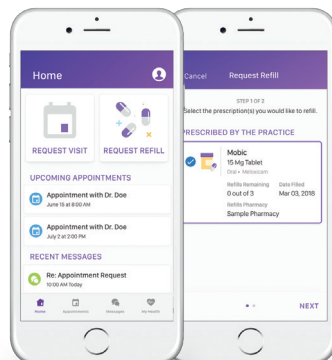 Home
REQUEST VISIT
REQUEST REFILL
UPCOMING APPOINTMENTS
Appointment with Dr. Doe
June 15 at 8:00 AM
Appointment with Dr. Doe
July 2 at 2:00 PM
RECENT MESSAGES
Re: Appointment Request
10:00 AM Today
Home
Appointments
Messages
My Health
Cancel
Request Refill
STEP 1 OF 2
Select the prescription(s) you would like to refill.
PRESCRIBED BY THE PRACTICE
Mobic
15 Mg Tablet
Oral • Meloxicam
Refills Remaining
Date Filled
0 out of 3
Mar 03, 2018
Refills Pharmacy
Sample Pharmacy
NEXT